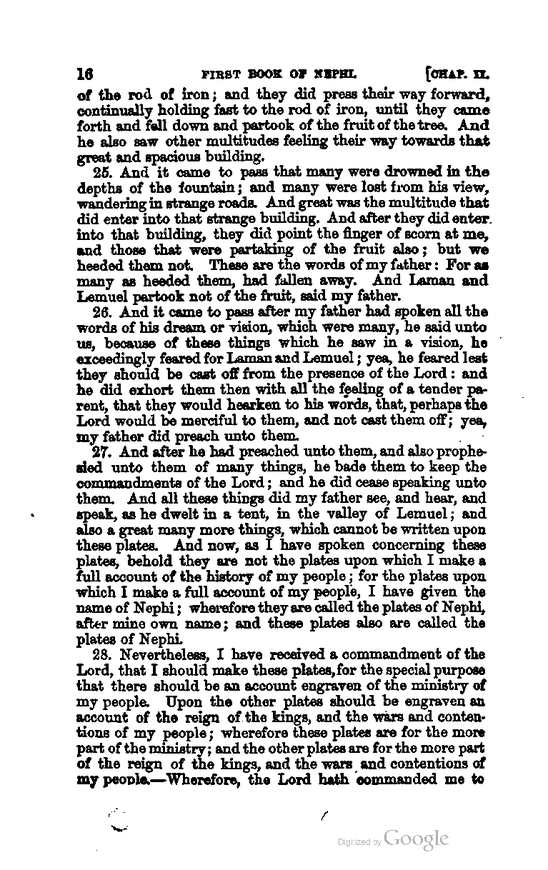 16 FIRST BOOK OF NEPHI. [CHAP. II.
of the rod of iron; and they did press their way forward,
continually holding fast to the rod of iron, until they came
forth and fell down and partook of the fruit of the tree. And
he also saw other multitudes feeling their way towards that
great and spacious building.
25. And it came to pass that many were drowned in the
depths of the fountain; and many were lost from his view,
wandering in strange roads. And great was the multitude that
did enter into that strange building. And after they did enter
into that building, they did point the finger of scorn at me,
and those that were partaking of the fruit also; but we
heeded them not. These are the words of my father: For as
many as heeded them, had fallen away. And Laman and
Lemuel partook not of the fruit, said my father.
26. And it came to pass after my father had spoken all the
words of his dream or vision, which were many, he said unto
us, because of these things which he saw in a vision, he
exceedingly feared for Laman and Lemuel; yea, he feared lest
they should be cast off from the presence of the Lord: and
he did exhort them then with all the feeling of a tender pa-
rent, that they would hearken to his words, that, perhaps the
Lord would be merciful to them, and not cast them off; yea,
my father did preach unto them.
27. And after he had preached unto them, and also prophe-
sied unto them of many things, he bade them to keep the
commandments of the Lord; and he did cease speaking unto
them. And all these things did my father see, and hear, and
speak, as he dwelt in a tent, in the valley of Lemuel; and
also a great many more things, which cannot be written upon
these plates. And now, as I have spoken concerning these
plates, behold they are not the plates upon which I make a
full account of the history of my people; for the plates upon
which I make a full account of my people, I have given the
name of Nephi; wherefore they are called the plates of Nephi,
after mine own name; and these plates also are called the
plates of Nephi.
28. Nevertheless, I have received a commandment of the
Lord, that I should make these plates, for the special purpose
that there should be an account engraven of the ministry of
my people. Upon the other plates should be engraven an
account of the reign of the kings, and the wars and conten-
tions of my people; wherefore these plates are for the more
part of the ministry; and the other plates are for the more part
of the reign of the kings, and the wars and contentions of
my people.—Wherefore, the Lord hath commanded me to
Digitized by Google